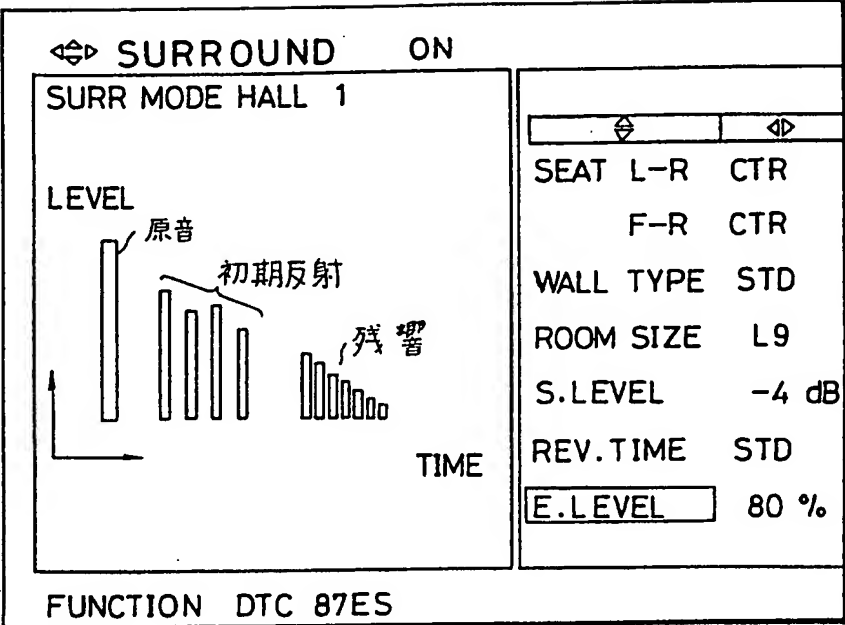 SURROUND ON
SURR MODE HALL 1
LEVEL
原音
初期反射
残響
TIME
SEAT L-R CTR
F-R CTR
WALL TYPE STD
ROOM SIZE L9
S.LEVEL -4 dB
REV.TIME STD
E.LEVEL 80 %
FUNCTION DTC 87ES